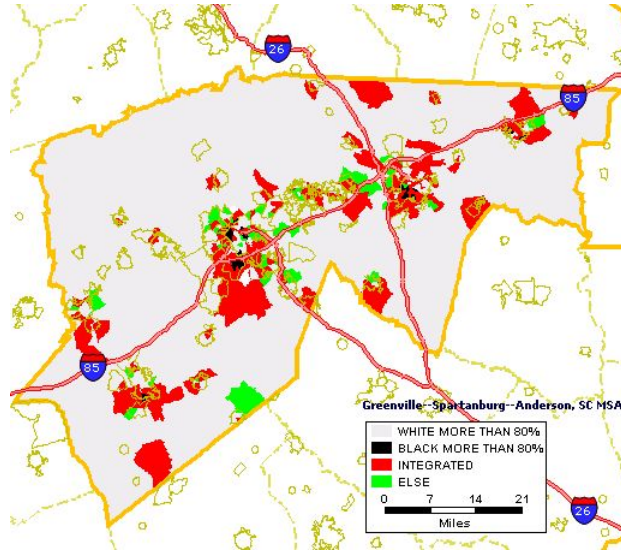 26
85
85
Greenville--Spartanburg--Anderson, SC MSA
WHITE MORE THAN 80%
BLACK MORE THAN 80%
INTEGRATED
ELSE
0 7 14 21
Miles
26